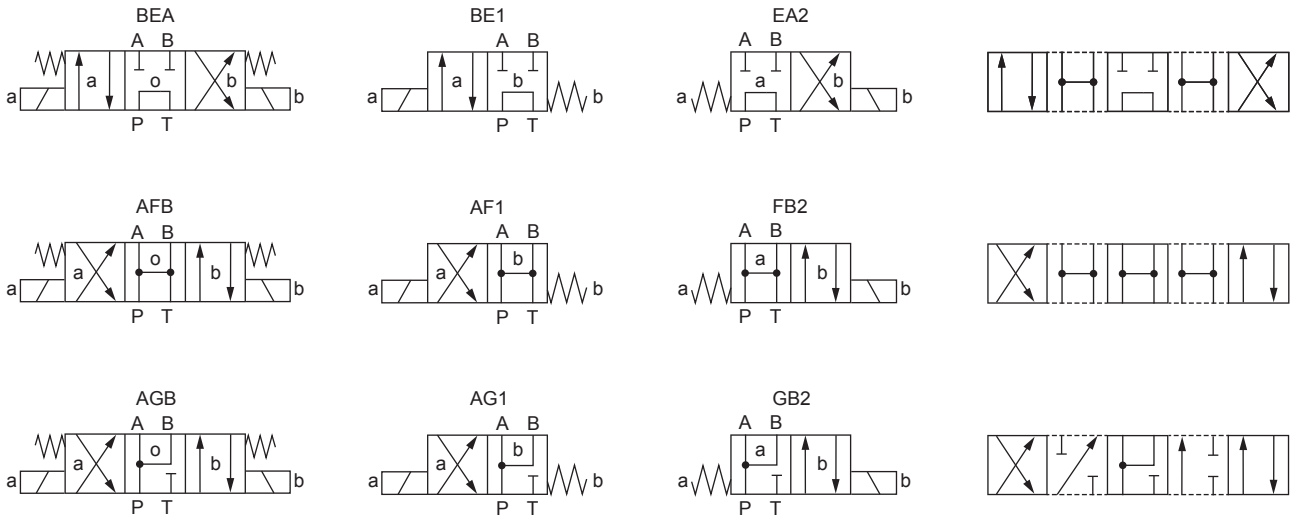 BEA BE1 EA2
A B A B A B
a o b a b a b
a b a b a b
P T P T P T
AFB AF1 FB2
A B A B A B
a o b a b a b
a b a b a b
P T P T P T
AGB AG1 GB2
A B A B A B
a o b a b a b
a b a b a b
P T P T P T